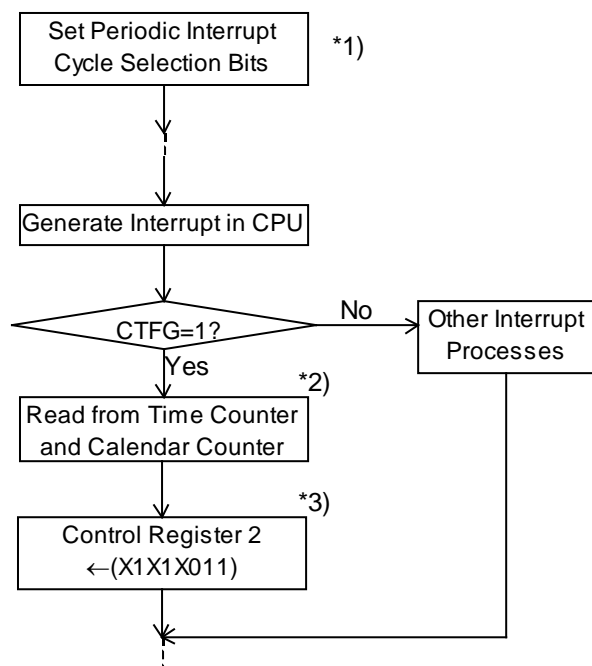 Set Periodic Interrupt
Cycle Selection Bits
*1)
Generate Interrupt in CPU
CTFG=1?
No
Other Interrupt
Processes
Yes
*2)
Read from Time Counter
and Calendar Counter
*3)
Control Register 2
←(X1X1X011)